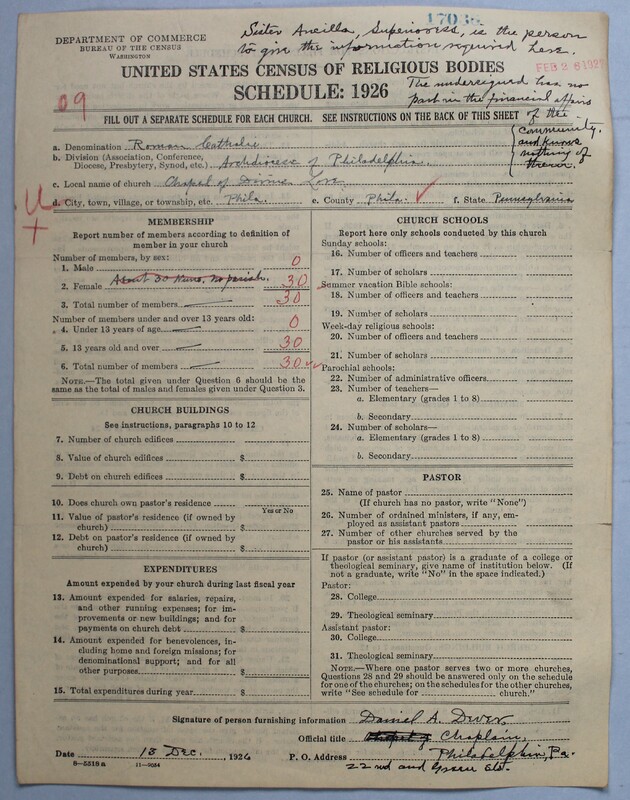 17036
DEPARTMENT OF COMMERCE
BUREAU OF THE CENSUS
WASHINGTON
Sister Ancilla, Superioress, is the person
to give the information required here.
FEB 26 192
UNITED STATES CENSUS OF RELIGIOUS BODIES
SCHEDULE: 1926
The undersigned has no
part in the financial affairs
of the
community.
and knows
nothing of
09
FILL OUT A SEPARATE SCHEDULE FOR EACH CHURCH. SEE INSTRUCTIONS ON THE BACK OF THIS SHEET
a. Denomination Roman Catholic
b. Division (Association, Conference,
Diocese, Presbytery, Synod, etc.) Archdiocese of Philadelphia
c. Local name of church Chapel of Divine Love
d. City, town, village, or township, etc. Phila. e. County Phila. f. State Pennsylvania
MEMBERSHIP
Report number of members according to definition of
member in your church
Number of members, by sex:
1. Male 0
2. Female About 30 Nuns, no parish. 30
3. Total number of members 30
Number of members under and over 13 years old:
4. Under 13 years of age 0
5. 13 years old and over 30
6. Total number of members 30
NOTE.—The total given under Question 6 should be the
same as the total of males and females given under Question 3.
CHURCH BUILDINGS
See instructions, paragraphs 10 to 12
7. Number of church edifices
8. Value of church edifices $
9. Debt on church edifices $
10. Does church own pastor's residence
Yes or No
11. Value of pastor's residence (if owned by
church) $
12. Debt on pastor's residence (if owned by
church) $
EXPENDITURES
Amount expended by your church during last fiscal year
13. Amount expended for salaries, repairs,
and other running expenses; for im-
provements or new buildings; and for
payments on church debt $
14. Amount expended for benevolences, in-
cluding home and foreign missions; for
denominational support; and for all
other purposes $
15. Total expenditures during year $
CHURCH SCHOOLS
Report here only schools conducted by this church
Sunday schools:
16. Number of officers and teachers
17. Number of scholars
Summer vacation Bible schools:
18. Number of officers and teachers
19. Number of scholars
Week-day religious schools:
20. Number of officers and teachers
21. Number of scholars
Parochial schools:
22. Number of administrative officers
23. Number of teachers—
a. Elementary (grades 1 to 8)
b. Secondary
24. Number of scholars—
a. Elementary (grades 1 to 8)
b. Secondary
PASTOR
25. Name of pastor
(If church has no pastor, write "None")
26. Number of ordained ministers, if any, em-
ployed as assistant pastors
27. Number of other churches served by the
pastor or his assistants
If pastor (or assistant pastor) is a graduate of a college or
theological seminary, give name of institution below. (If
not a graduate, write "No" in the space indicated.)
Pastor:
28. College
29. Theological seminary
Assistant pastor:
30. College
31. Theological seminary
NOTE.—Where one pastor serves two or more churches,
Questions 28 and 29 should be answered only on the schedule
for one of the churches; on the schedules for the other churches,
write "See schedule for church."
Signature of person furnishing information Daniel A. Dever
Official title Chaplain
Date 18 Dec., 1926 P. O. Address Philadelphia, Pa.
22nd and Green Sts.
8—5318 a 11—9054